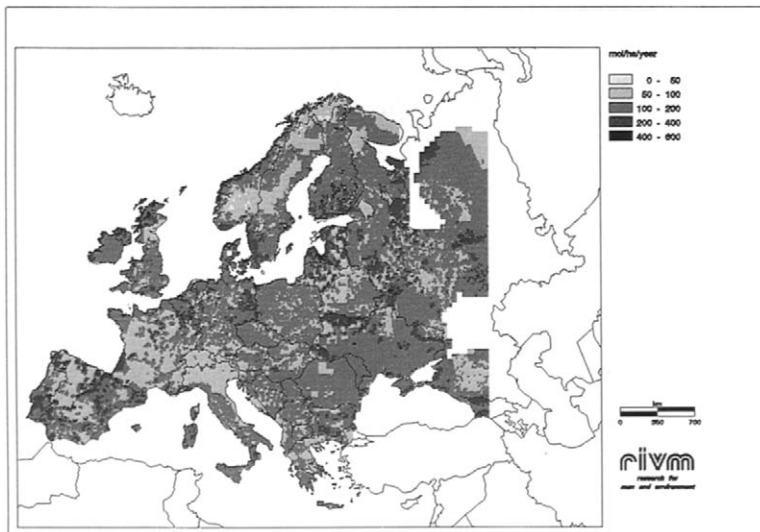 mol/ha/year
0 - 50
50 - 100
100 - 200
200 - 400
400 - 600
km
0 350 700
rivm
research for
man and environment